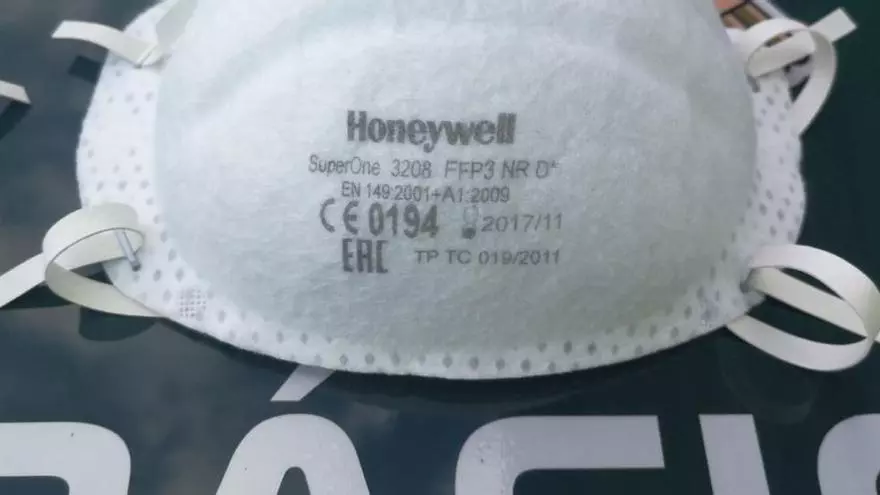 Honeywell
SuperOne 3208 FFP3 NR D*
EN 149:2001+A1:2009
CE 0194 2017/11
EAC TP TC 019/2011